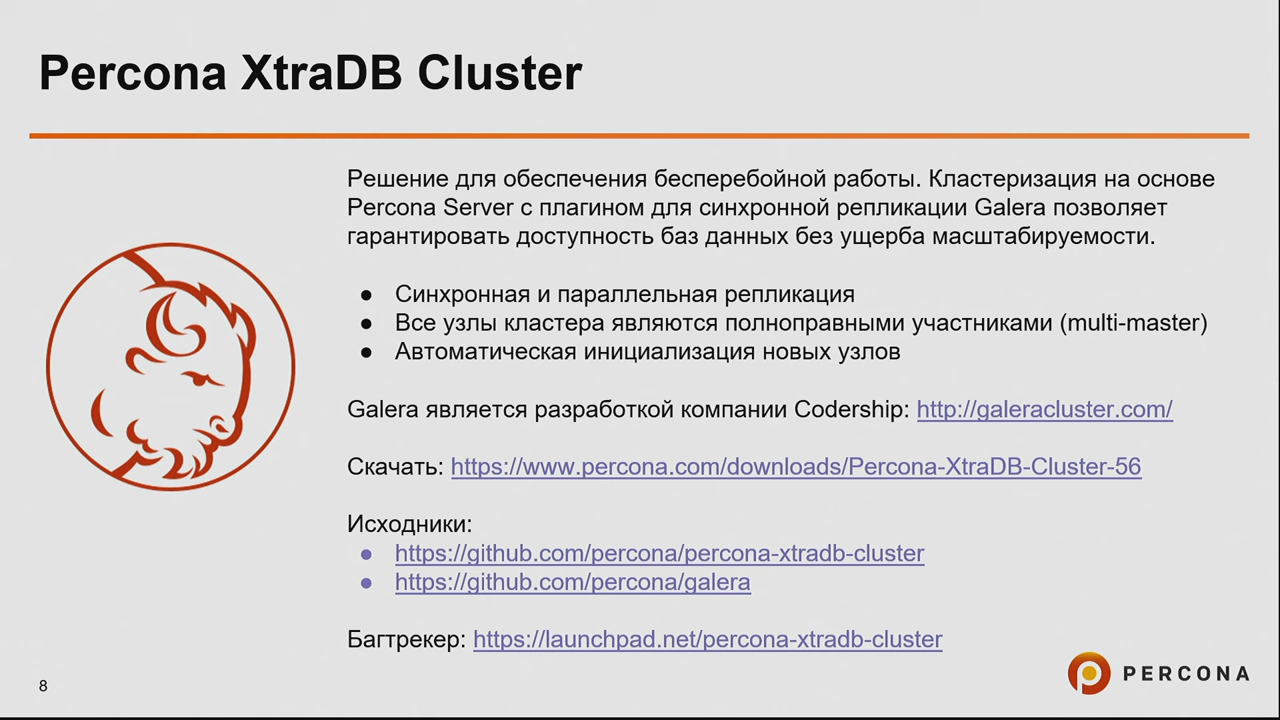 Percona XtraDB Cluster
Решение для обеспечения бесперебойной работы. Кластеризация на основе
Percona Server с плагином для синхронной репликации Galera позволяет
гарантировать доступность баз данных без ущерба масштабируемости.
● Синхронная и параллельная репликация
● Все узлы кластера являются полноправными участниками (multi-master)
● Автоматическая инициализация новых узлов
Galera является разработкой компании Codership: http://galeracluster.com/
Скачать: https://www.percona.com/downloads/Percona-XtraDB-Cluster-56
Исходники:
● https://github.com/percona/percona-xtradb-cluster
● https://github.com/percona/galera
Багтрекер: https://launchpad.net/percona-xtradb-cluster
PERCONA
8